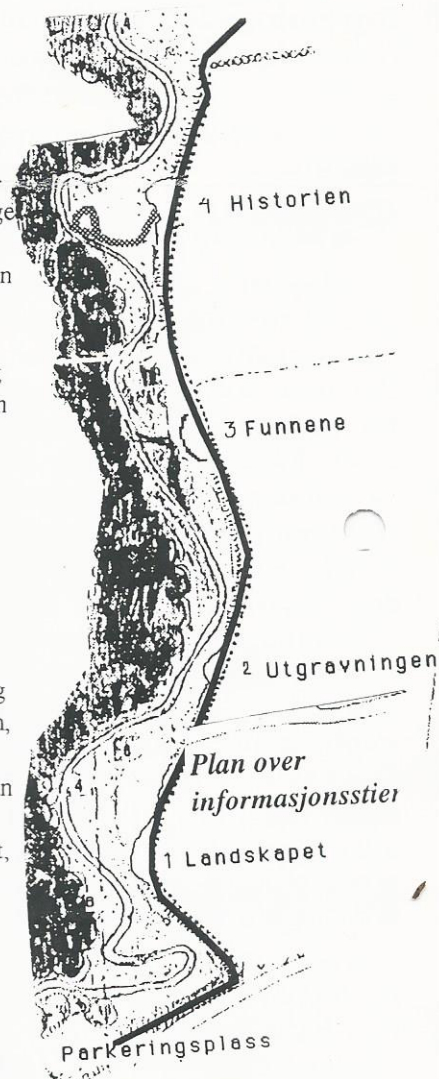 4 Historien
3 Funnene
2 Utgravningen
Plan over
informasjonsstier
1 Landskapet
Parkeringsplass